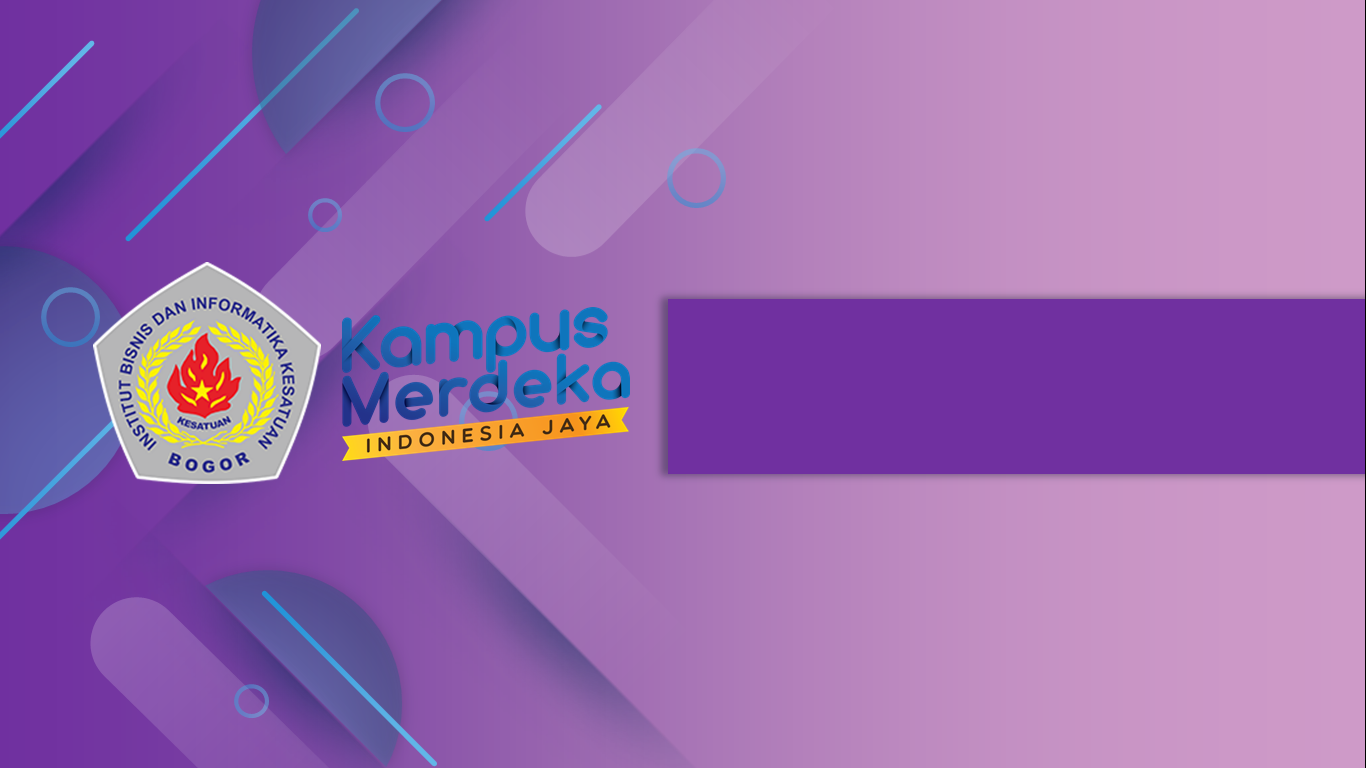 INSTITUT BISNIS DAN INFORMATIKA KESATUAN
KESATUAN
BOGOR
Kampus
Merdeka
INDONESIA JAYA